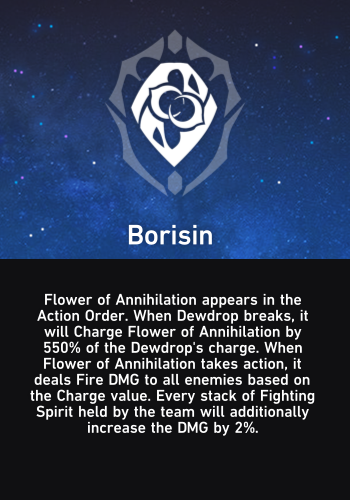 Borisin
Flower of Annihilation appears in the
Action Order. When Dewdrop breaks, it
will Charge Flower of Annihilation by
550% of the Dewdrop's charge. When
Flower of Annihilation takes action, it
deals Fire DMG to all enemies based on
the Charge value. Every stack of Fighting
Spirit held by the team will additionally
increase the DMG by 2%.